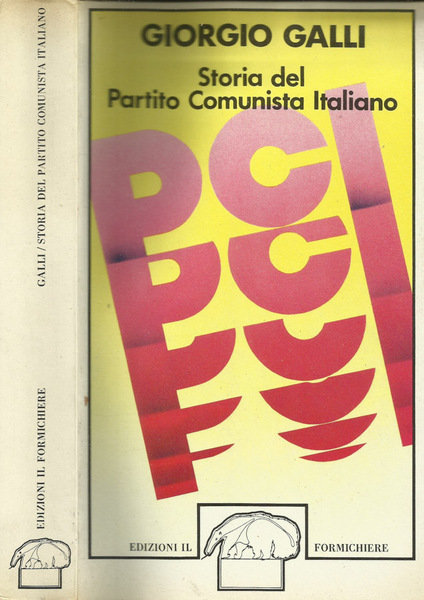 GALLI / STORIA DEL PARTITO COMUNISTA ITALIANO
EDIZIONI IL FORMICHIERE
GIORGIO GALLI
Storia del
Partito Comunista Italiano
PCI
EDIZIONI IL FORMICHIERE